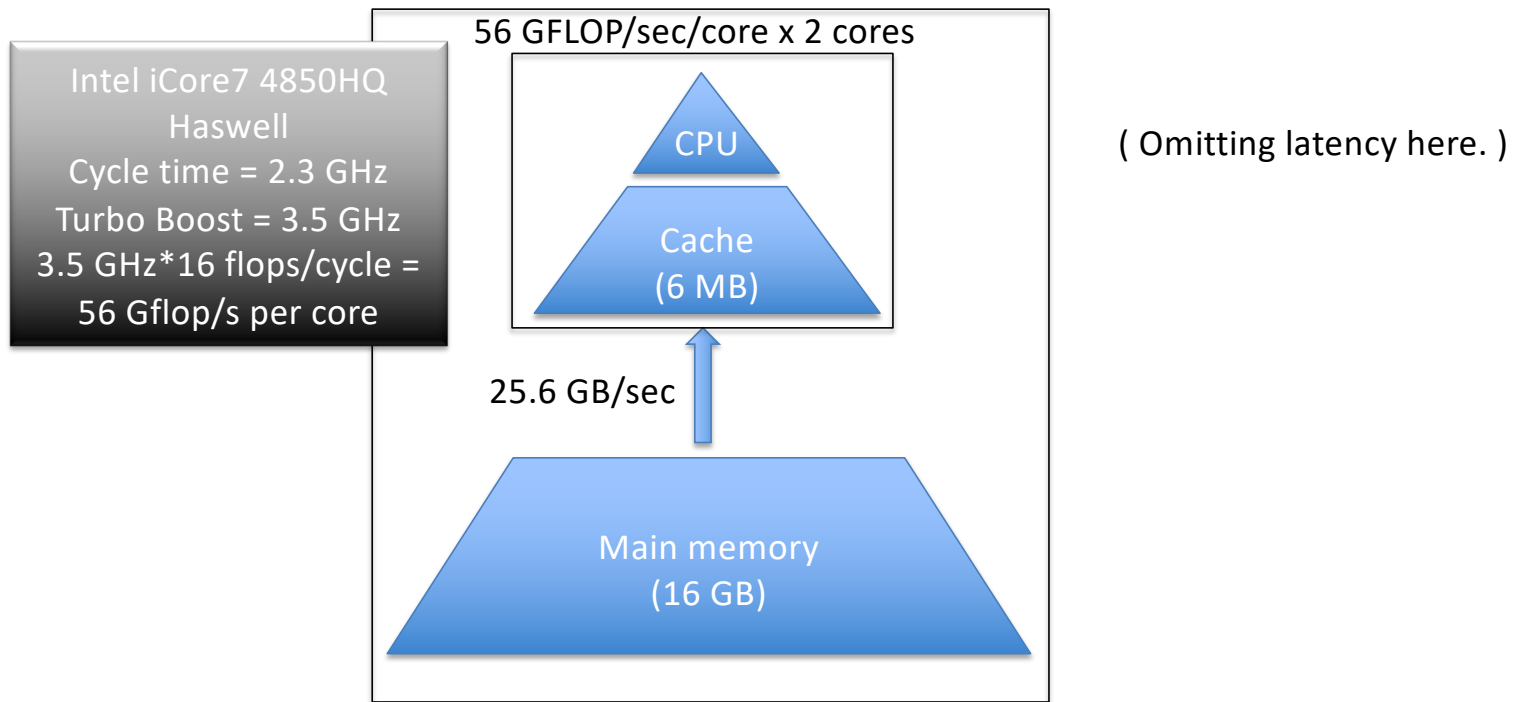 56 GFLOP/sec/core x 2 cores
Intel iCore7 4850HQ
Haswell
Cycle time = 2.3 GHz
Turbo Boost = 3.5 GHz
3.5 GHz*16 flops/cycle =
56 Gflop/s per core
CPU
( Omitting latency here. )
Cache
(6 MB)
25.6 GB/sec
Main memory
(16 GB)